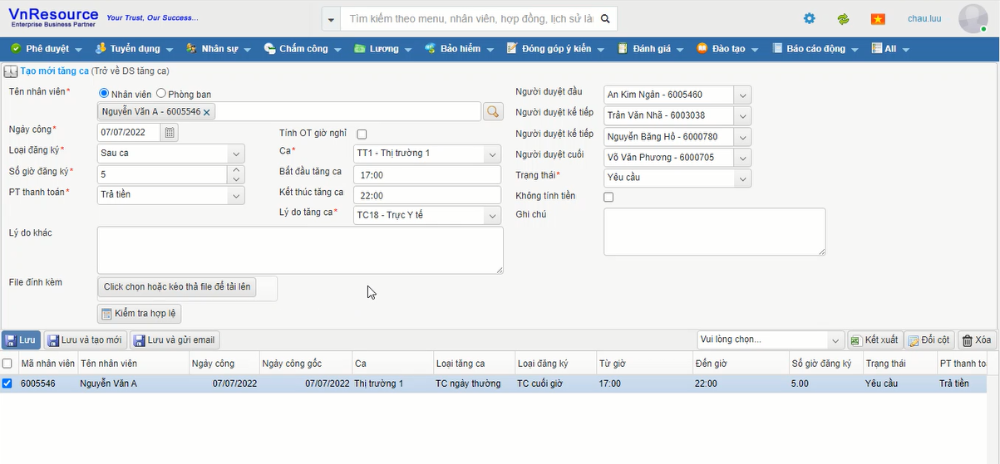 VnResource
Enterprise Business Partner
Your Trust, Our Success...
Tìm kiếm theo menu, nhân viên, hợp đồng, lịch sử làn
chau.luu
Phê duyệt Tuyển dụng Nhân sự Chấm công Lương Bảo hiểm Đóng góp ý kiến Đánh giá Đào tạo Báo cáo động All
Tạo mới tăng ca (Trở về DS tăng ca)
Tên nhân viên* Nhân viên Phòng ban
Nguyễn Văn A - 6005546 ×
Ngày công* 07/07/2022 Tính OT giờ nghỉ
Loại đăng ký* Sau ca Ca* TT1 - Thị trường 1
Số giờ đăng ký* 5 Bắt đầu tăng ca 17:00
PT thanh toán* Trả tiền Kết thúc tăng ca 22:00
Lý do tăng ca* TC18 - Trực Y tế
Lý do khác
File đính kèm Click chọn hoặc kéo thả file để tải lên
Kiểm tra hợp lệ
Người duyệt đầu An Kim Ngân - 6005460
Người duyệt kế tiếp Trần Văn Nhã - 6003038
Người duyệt kế tiếp Nguyễn Băng Hồ - 6000780
Người duyệt cuối Võ Văn Phương - 6000705
Trạng thái* Yêu cầu
Không tính tiền
Ghi chú
Lưu Lưu và tạo mới Lưu và gửi email Vui lòng chọn... Kết xuất Đổi cột Xóa
Mã nhân viên Tên nhân viên Ngày công Ngày công gốc Ca Loại tăng ca Loại đăng ký Từ giờ Đến giờ Số giờ đăng ký Trạng thái PT thanh toá
6005546 Nguyễn Văn A 07/07/2022 07/07/2022 Thị trường 1 TC ngày thường TC cuối giờ 17:00 22:00 5.00 Yêu cầu Trả tiền